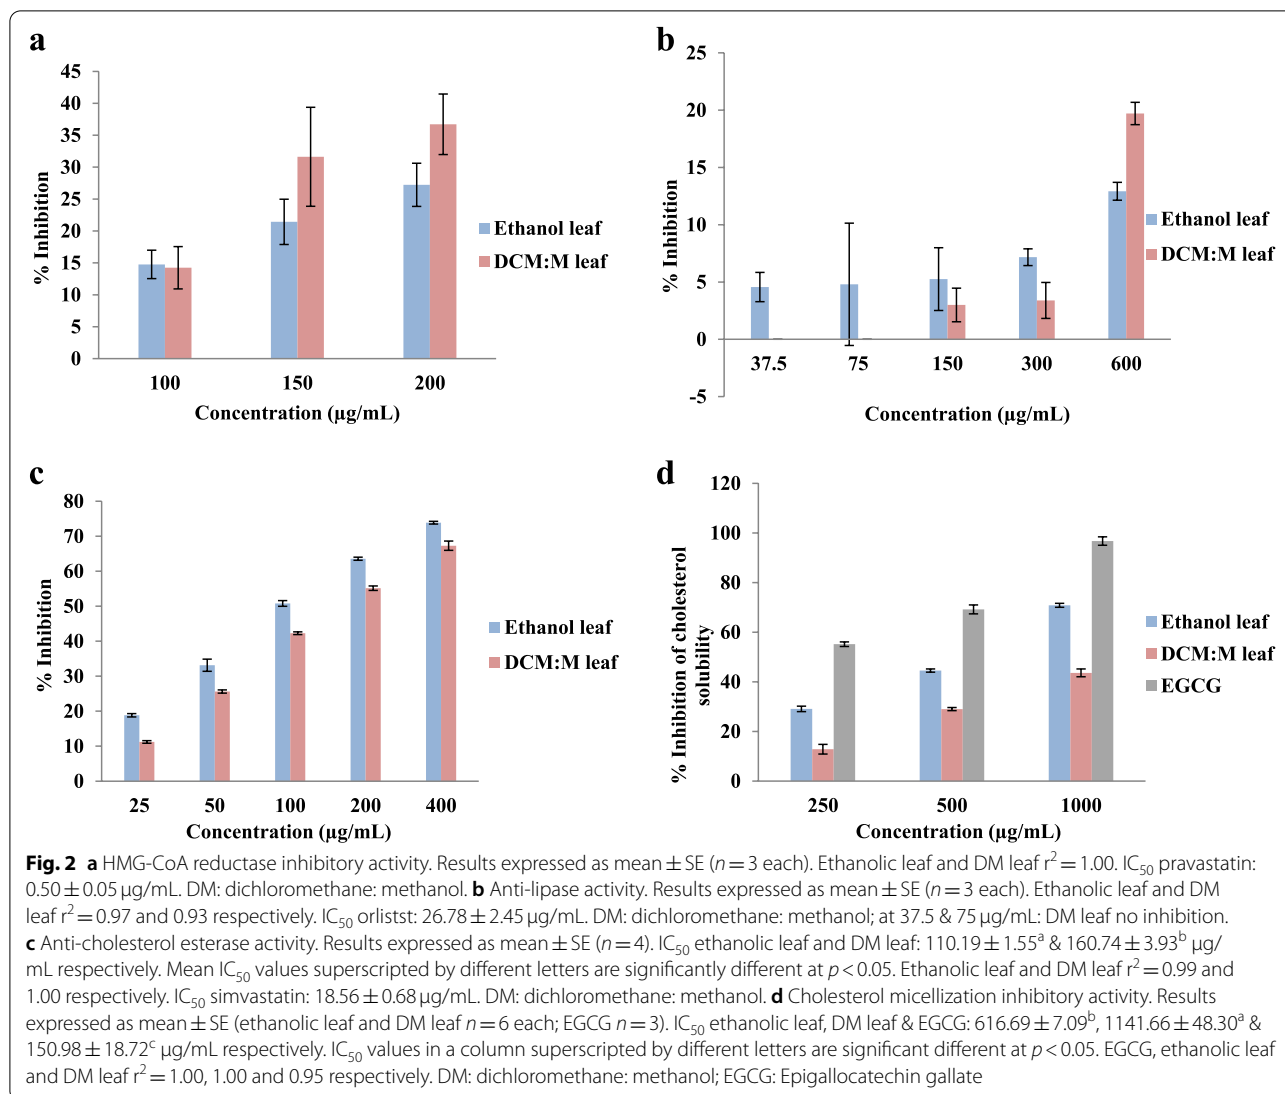 a
45
40
35
30
25
20
15
10
5
0
% Inhibition
100 150 200
Concentration (µg/mL)
Ethanol leaf
DCM:M leaf
b
25
20
15
10
5
0
-5
% Inhibition
37.5 75 150 300 600
Concentration (µg/mL)
Ethanol leaf
DCM:M leaf
c
80
70
60
50
40
30
20
10
0
% Inhibition
25 50 100 200 400
Concentration (µg/mL)
Ethanol leaf
DCM:M leaf
d
120
100
80
60
40
20
0
% Inhibition of cholesterol
solubility
250 500 1000
Concentration (µg/mL)
Ethanol leaf
DCM:M leaf
EGCG
Fig. 2 a HMG-CoA reductase inhibitory activity. Results expressed as mean ± SE (n = 3 each). Ethanolic leaf and DM leaf r² = 1.00. IC₅₀ pravastatin:
0.50 ± 0.05 µg/mL. DM: dichloromethane: methanol. b Anti-lipase activity. Results expressed as mean ± SE (n = 3 each). Ethanolic leaf and DM
leaf r² = 0.97 and 0.93 respectively. IC₅₀ orlistst: 26.78 ± 2.45 µg/mL. DM: dichloromethane: methanol; at 37.5 & 75 µg/mL: DM leaf no inhibition.
c Anti-cholesterol esterase activity. Results expressed as mean ± SE (n = 4). IC₅₀ ethanolic leaf and DM leaf: 110.19 ± 1.55ᵃ & 160.74 ± 3.93ᵇ µg/
mL respectively. Mean IC₅₀ values superscripted by different letters are significantly different at p < 0.05. Ethanolic leaf and DM leaf r² = 0.99 and
1.00 respectively. IC₅₀ simvastatin: 18.56 ± 0.68 µg/mL. DM: dichloromethane: methanol. d Cholesterol micellization inhibitory activity. Results
expressed as mean ± SE (ethanolic leaf and DM leaf n = 6 each; EGCG n = 3). IC₅₀ ethanolic leaf, DM leaf & EGCG: 616.69 ± 7.09ᵇ, 1141.66 ± 48.30ᵃ &
150.98 ± 18.72ᶜ µg/mL respectively. IC₅₀ values in a column superscripted by different letters are significant different at p < 0.05. EGCG, ethanolic leaf
and DM leaf r² = 1.00, 1.00 and 0.95 respectively. DM: dichloromethane: methanol; EGCG: Epigallocatechin gallate